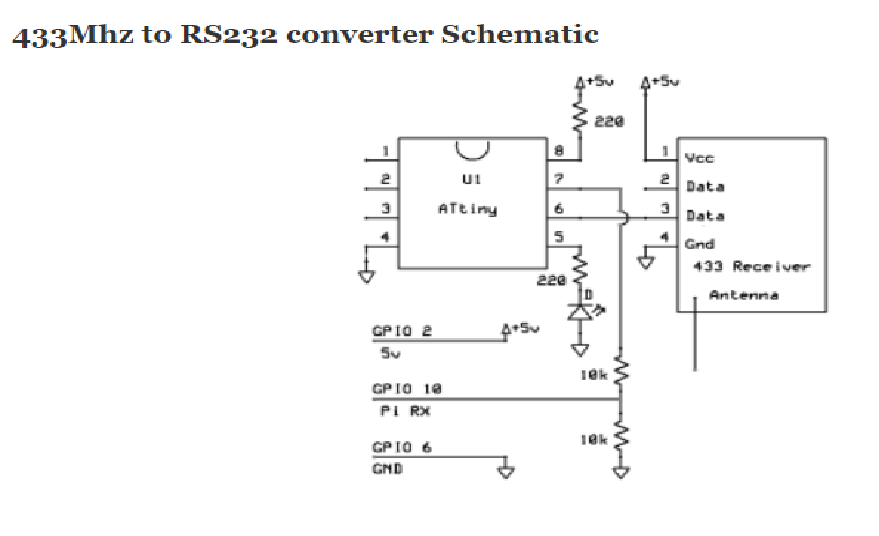 433Mhz to RS232 converter Schematic
+5v
+5v
220
1
8
1
Vcc
2
U1
7
2
Data
3
ATtiny
6
3
Data
4
5
4
Gnd
433 Receiver
220
D
Antenna
GPIO 2
+5v
5v
10k
GPIO 10
Pi RX
10k
GPIO 6
GND